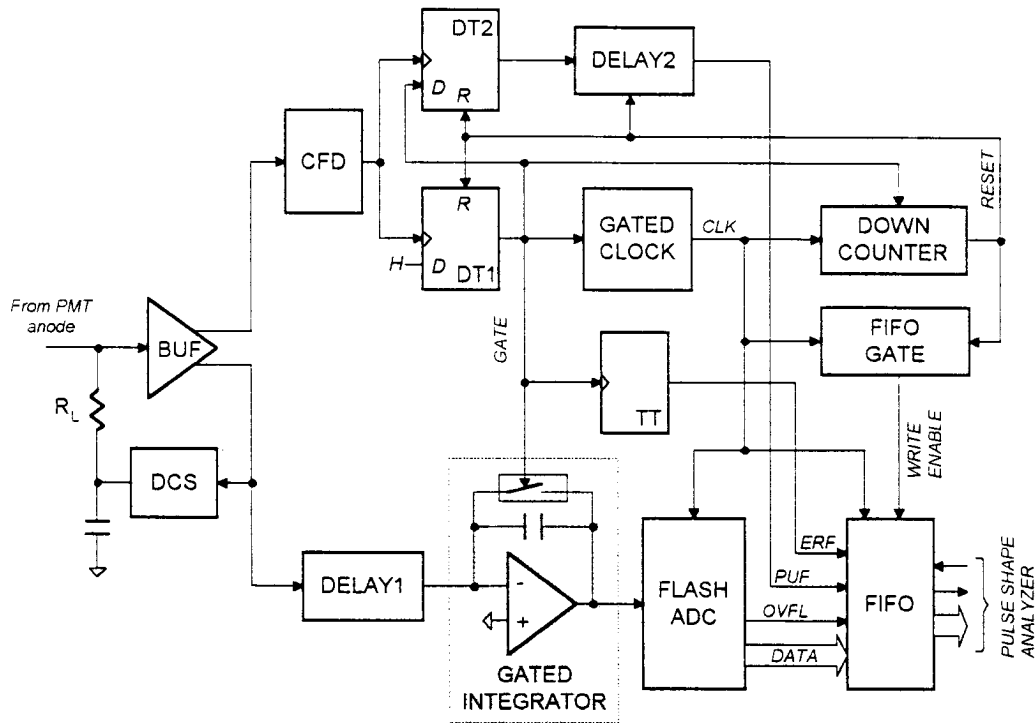 DT2
D
R
DELAY2
CFD
R
H
D
DT1
GATED
CLOCK
CLK
DOWN
COUNTER
RESET
From PMT
anode
BUF
FIFO
GATE
GATE
RL
TT
WRITE
ENABLE
DCS
DELAY1
-
+
GATED
INTEGRATOR
FLASH
ADC
ERF
PUF
OVFL
DATA
FIFO
PULSE SHAPE
ANALYZER